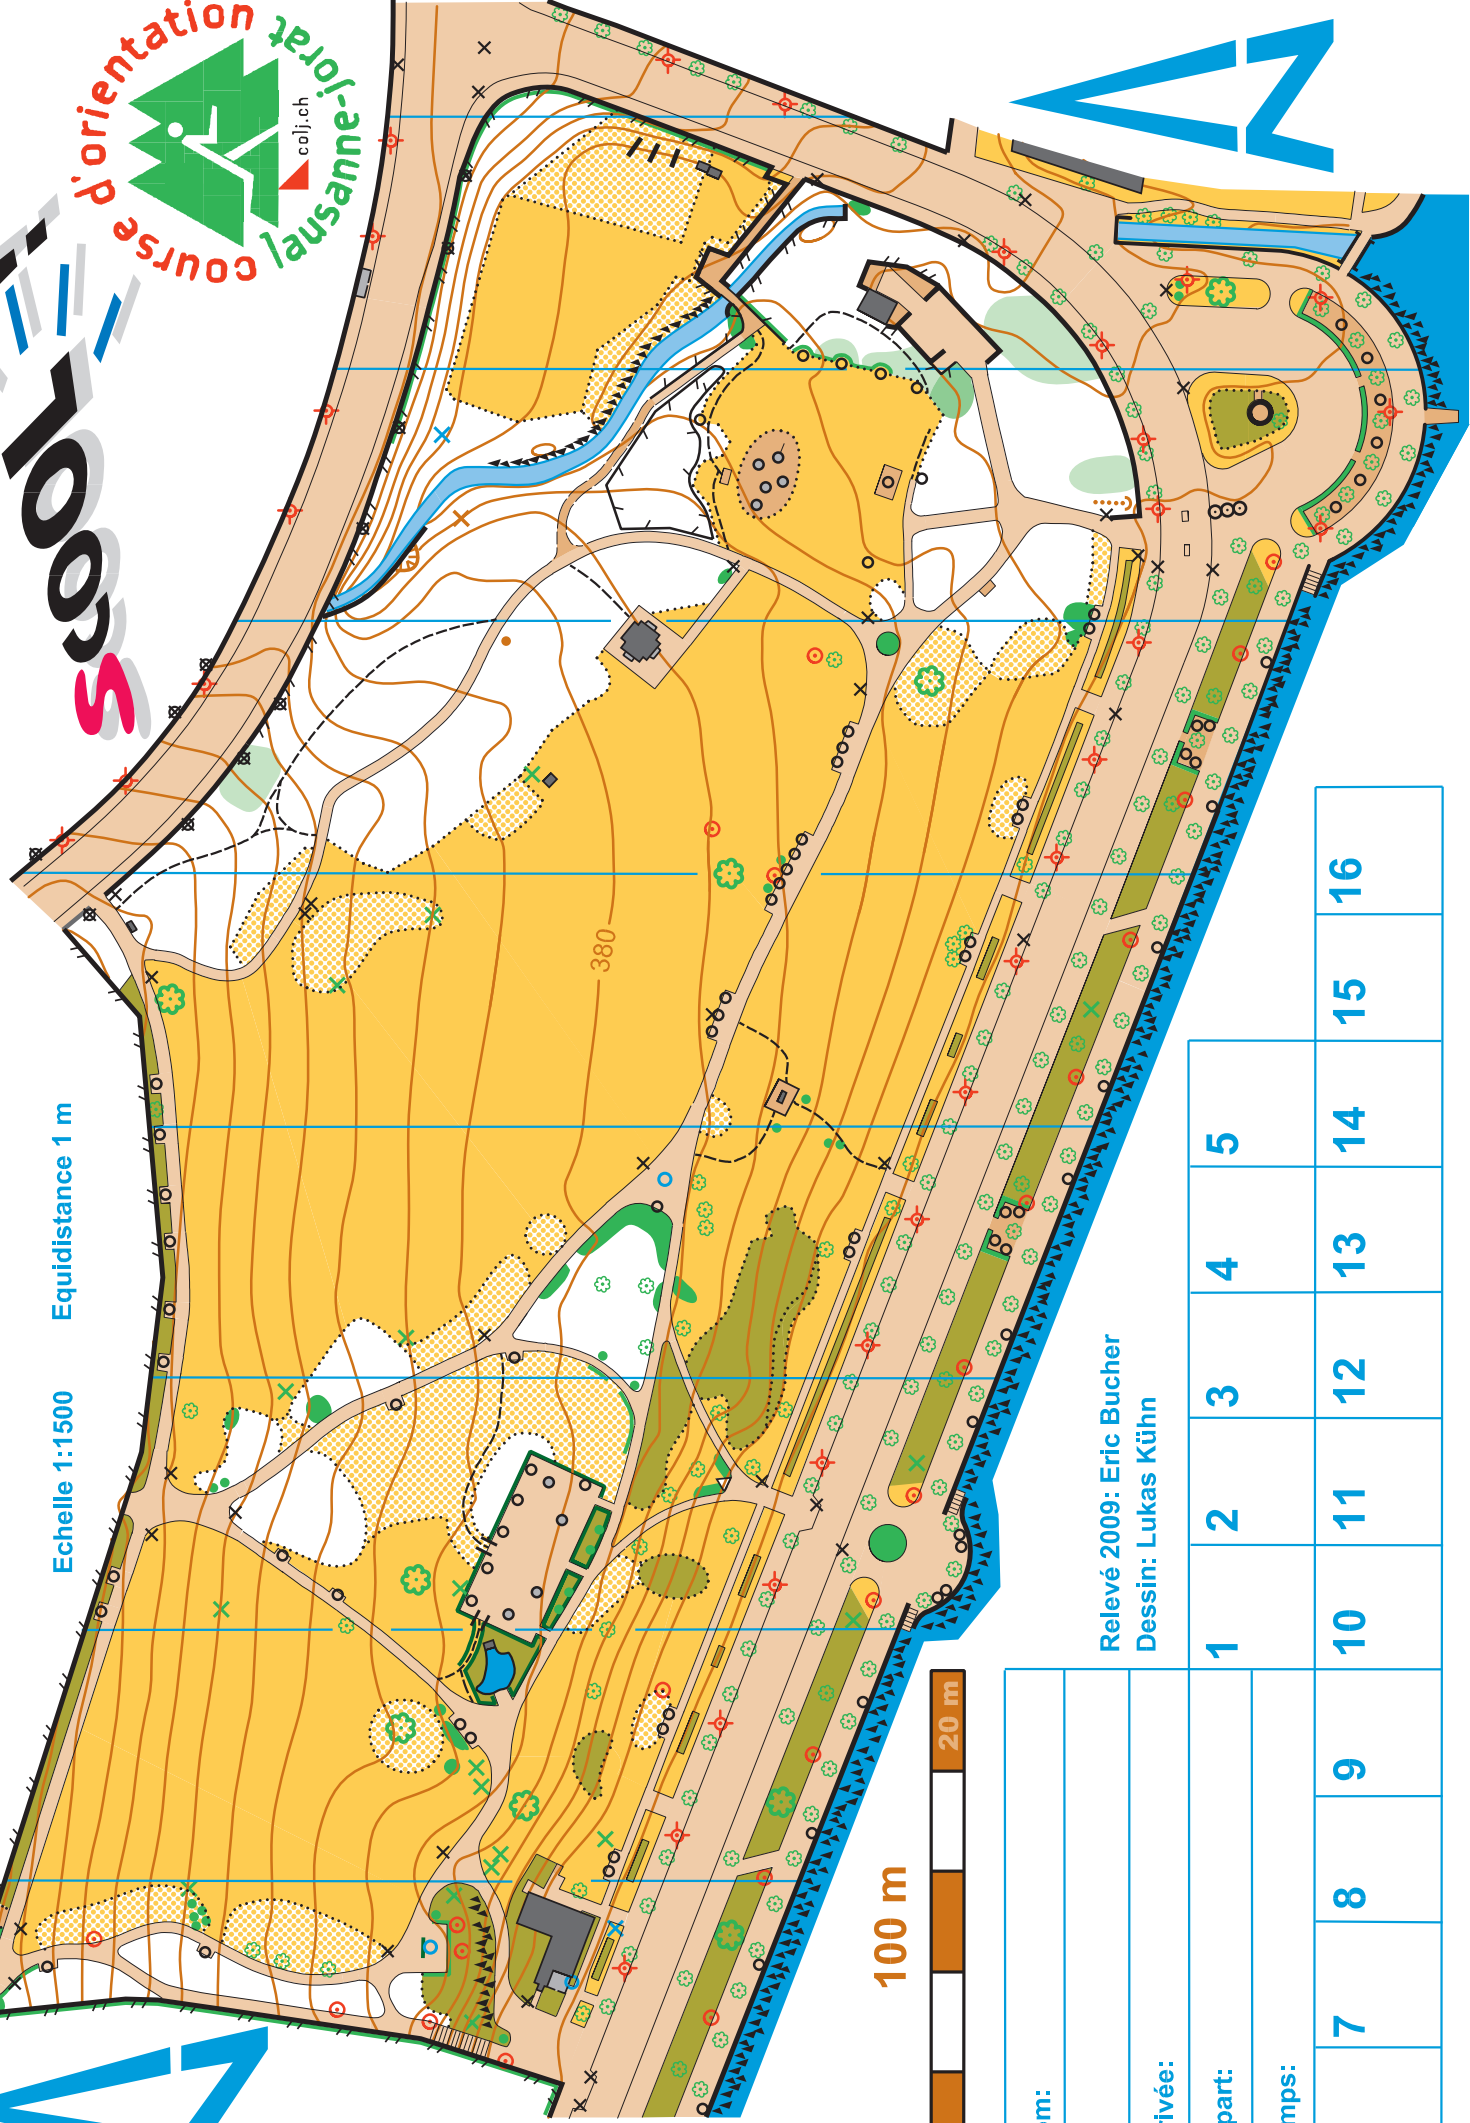 course d'orientation
lausanne-jorat
colj.ch
scool
Echelle 1:1500 Equidistance 1 m
380
Relevé 2009: Eric Bucher
Dessin: Lukas Kühn
100 m
20 m
om:
ivée:
part:
mps:
1 2 3 4 5
7 8 9 10 11 12 13 14 15 16